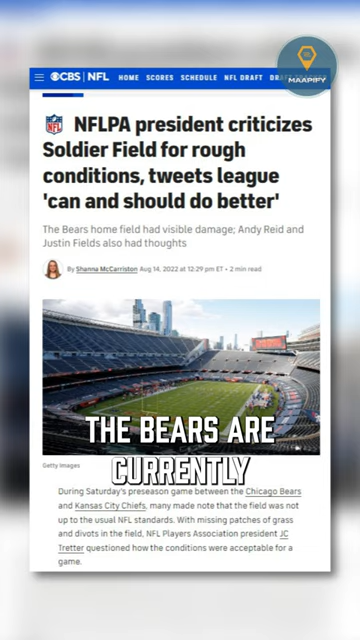 MAAPIFY
CBS NFL HOME SCORES SCHEDULE NFL DRAFT
NFLPA president criticizes
Soldier Field for rough
conditions, tweets league
'can and should do better'
The Bears home field had visible damage; Andy Reid and
Justin Fields also had thoughts
By Shanna McCarriston Aug 14, 2022 at 12:29 pm ET • 2 min read
THE BEARS ARE
CURRENTLY
Getty Images
During Saturday's preseason game between the Chicago Bears
and Kansas City Chiefs, many made note that the field was not
up to the usual NFL standards. With missing patches of grass
and divots in the field, NFL Players Association president JC
Tretter questioned how the conditions were acceptable for a
game.